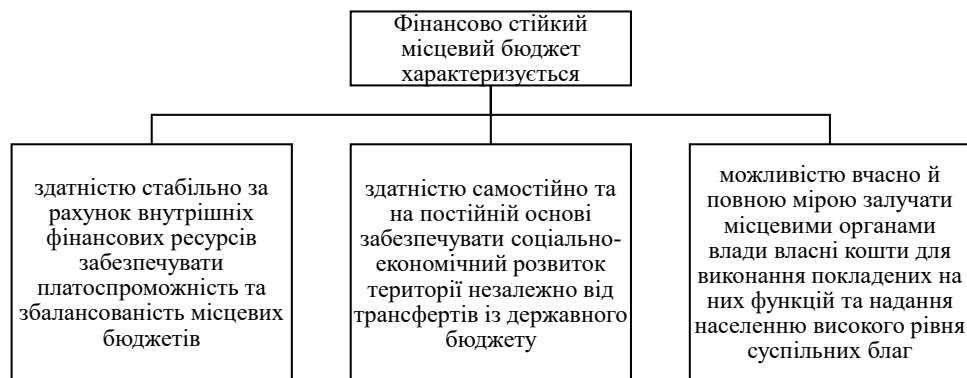 Фінансово стійкий
місцевий бюджет
характеризується
здатністю стабільно за
рахунок внутрішніх
фінансових ресурсів
забезпечувати
платоспроможність та
збалансованість місцевих
бюджетів
здатністю самостійно та
на постійній основі
забезпечувати соціально-
економічний розвиток
території незалежно від
трансфертів із державного
бюджету
можливістю вчасно й
повною мірою залучати
місцевими органами
влади власні кошти для
виконання покладених на
них функцій та надання
населенню високого рівня
суспільних благ